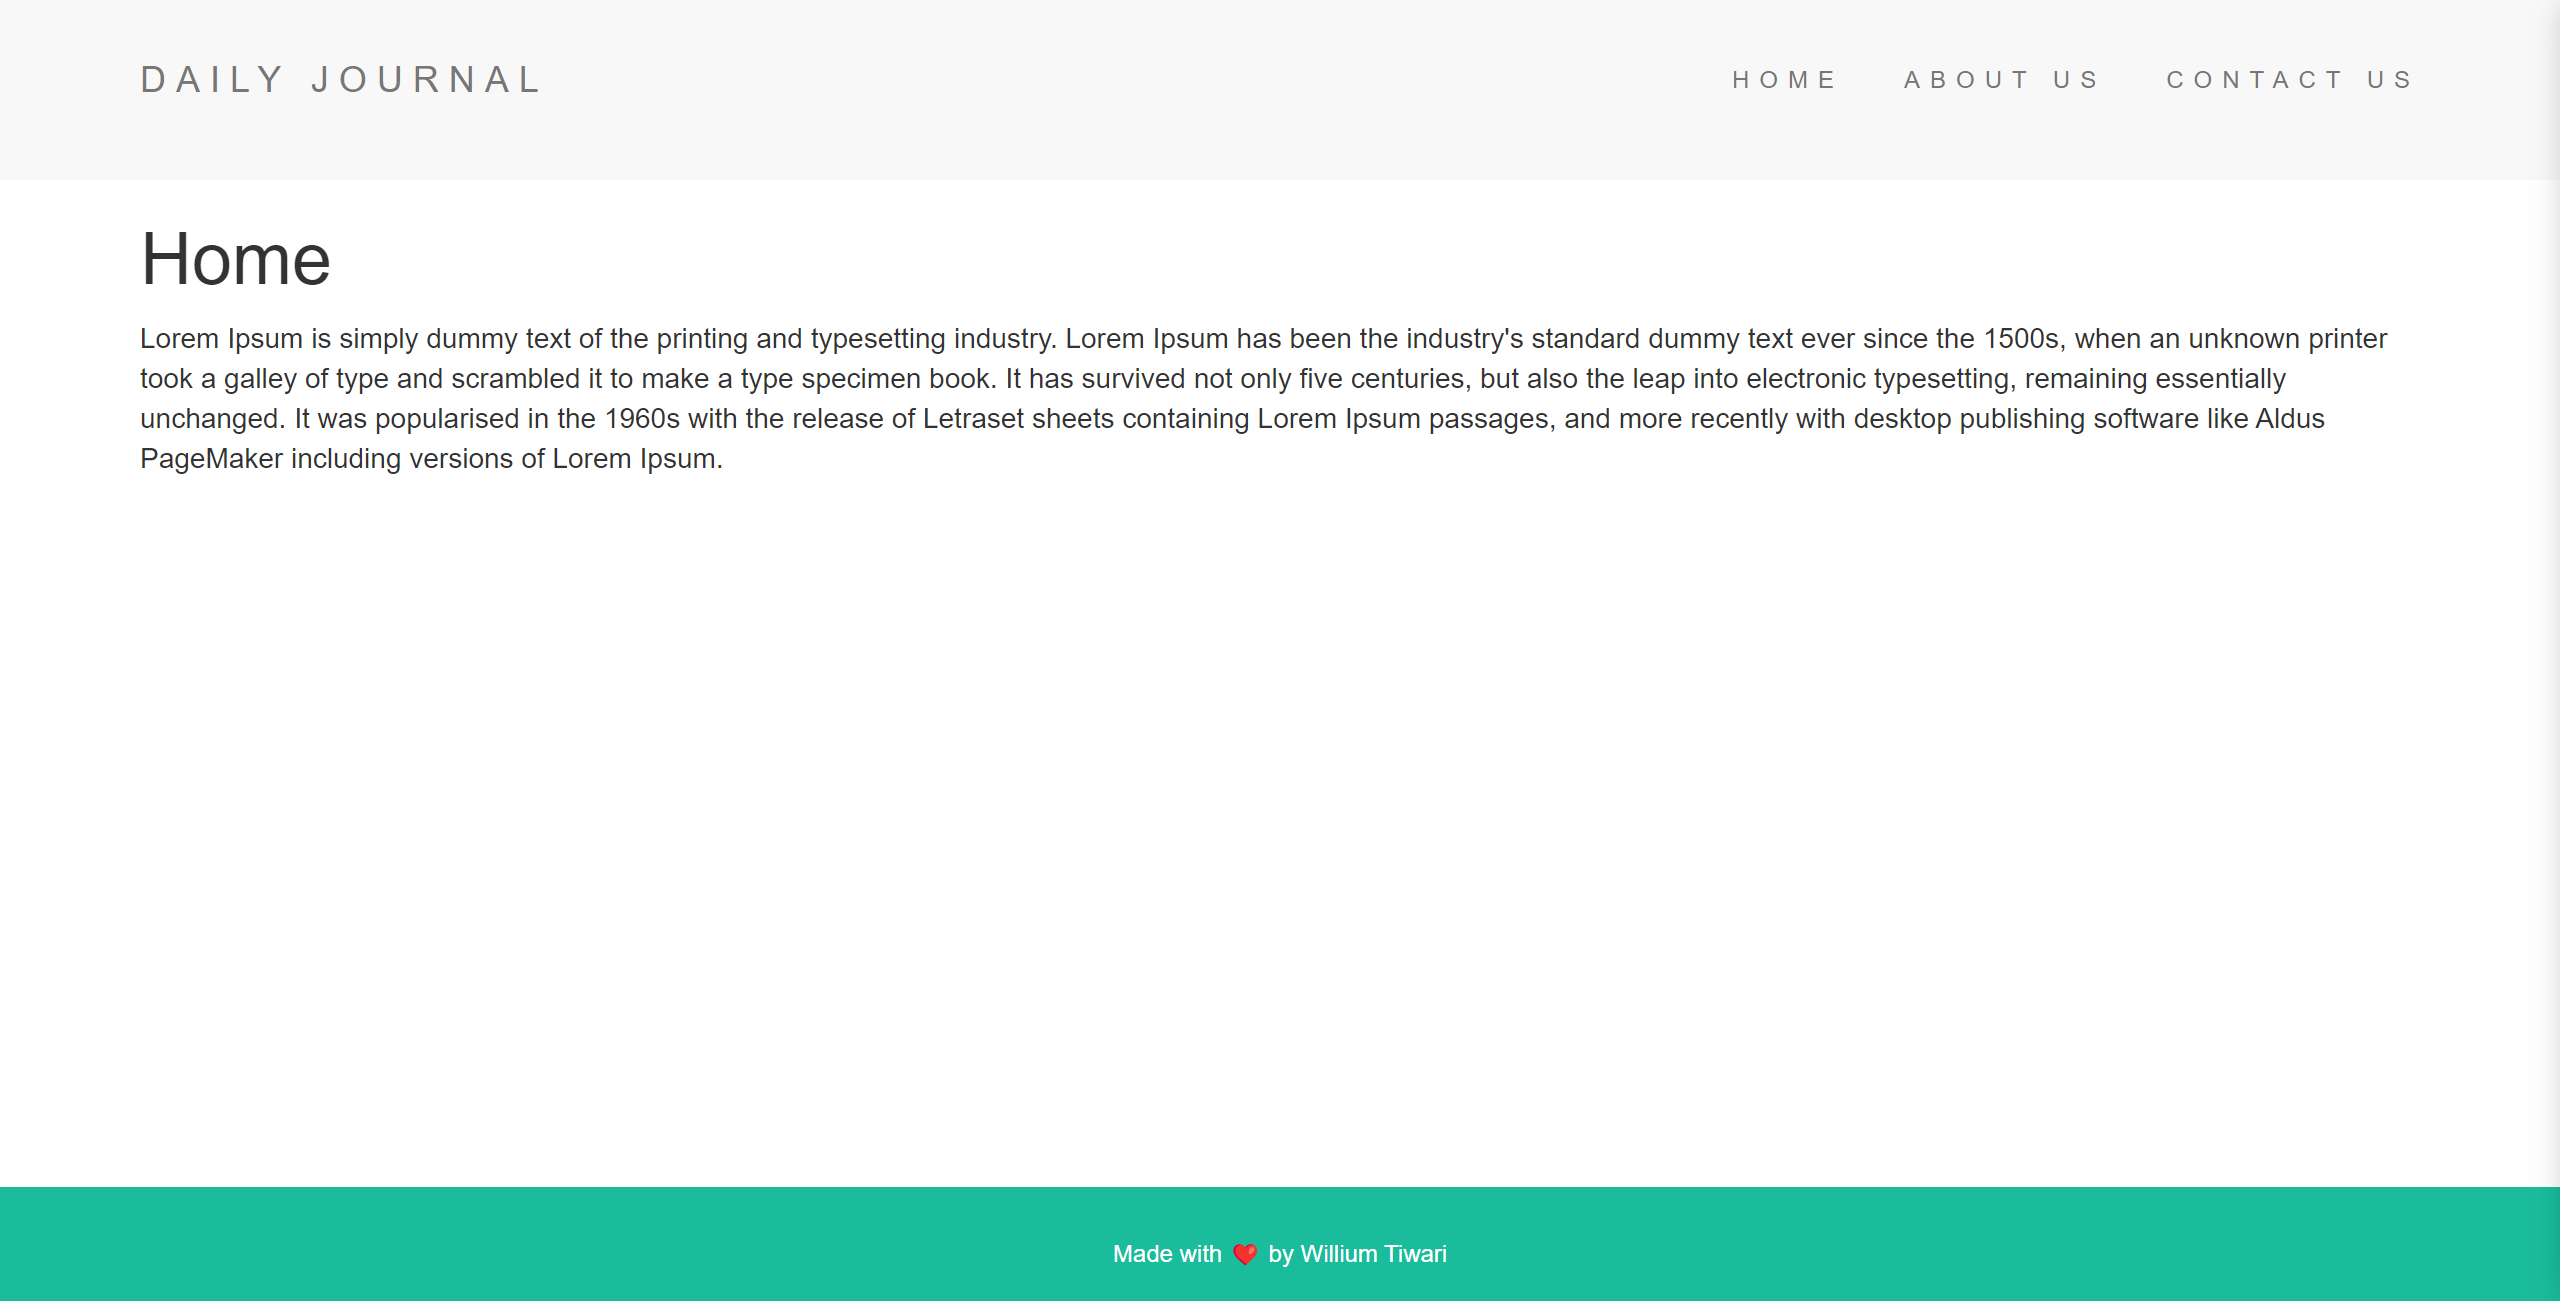 DAILY JOURNAL
HOME ABOUT US CONTACT US
Home
Lorem Ipsum is simply dummy text of the printing and typesetting industry. Lorem Ipsum has been the industry's standard dummy text ever since the 1500s, when an unknown printer
took a galley of type and scrambled it to make a type specimen book. It has survived not only five centuries, but also the leap into electronic typesetting, remaining essentially
unchanged. It was popularised in the 1960s with the release of Letraset sheets containing Lorem Ipsum passages, and more recently with desktop publishing software like Aldus
PageMaker including versions of Lorem Ipsum.
Made with ❤️ by Willium Tiwari